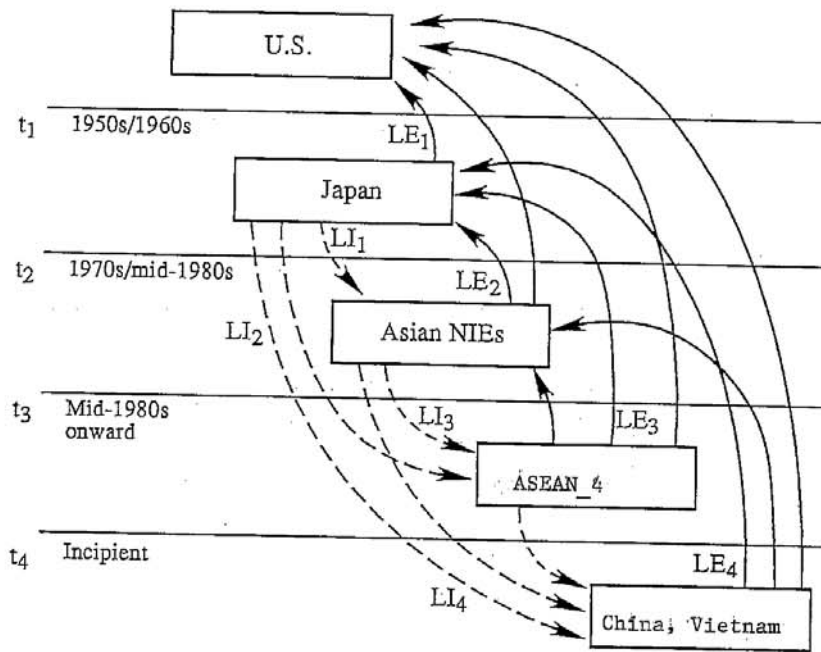 U.S.
t1 1950s/1960s
LE1
Japan
LI1
t2 1970s/mid-1980s
LE2
Asian NIEs
LI2
t3 Mid-1980s
onward
LI3
LE3
ASEAN_4
t4 Incipient
LE4
LI4
China, Vietnam